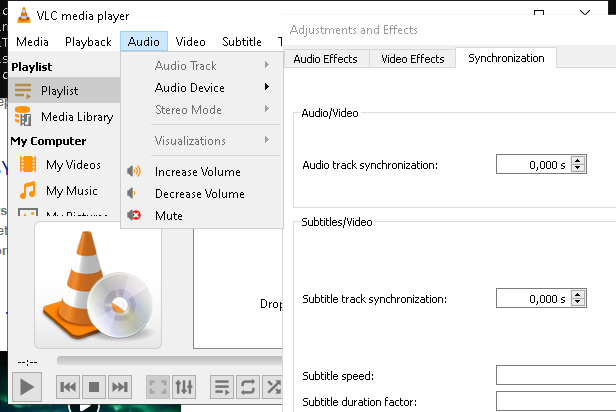 VLC media player
Media Playback Audio Video Subtitle T
Playlist
Playlist
Media Library
My Computer
My Videos
My Music
My Pictures
Audio Track
Audio Device
Stereo Mode
Visualizations
Increase Volume
Decrease Volume
Mute
Drop
--:--
Adjustments and Effects
Audio Effects Video Effects Synchronization
Audio/Video
Audio track synchronization: 0,000 s
Subtitles/Video
Subtitle track synchronization: 0,000 s
Subtitle speed:
Subtitle duration factor: